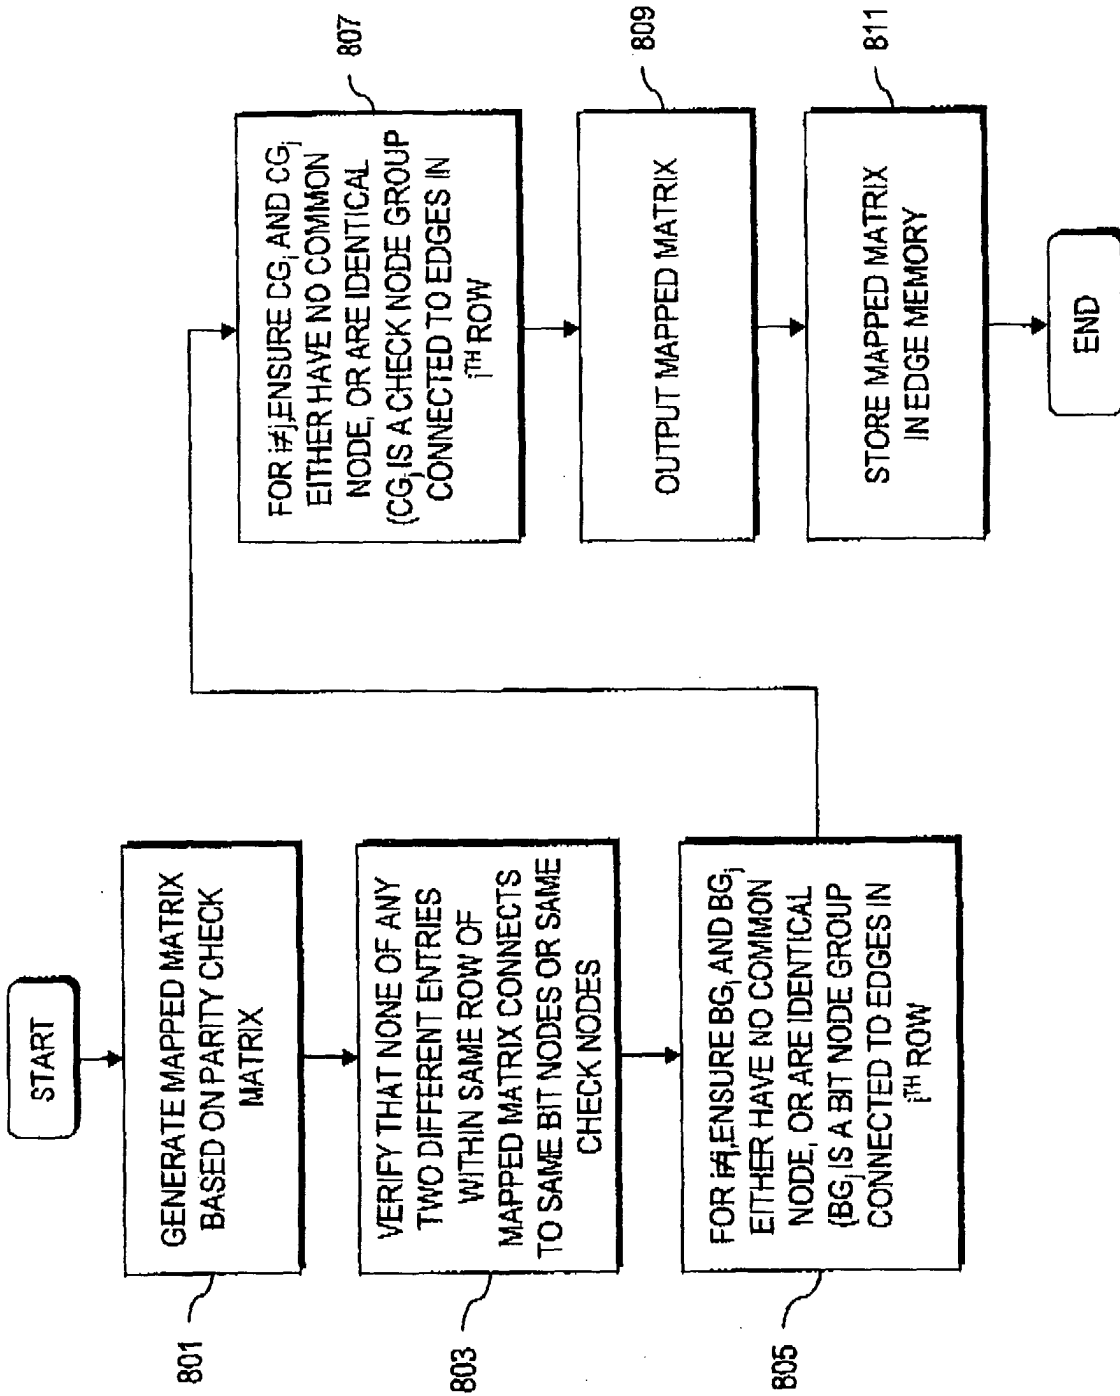 START
GENERATE MAPPED MATRIX
BASED ON PARITY CHECK
MATRIX
801
VERIFY THAT NONE OF ANY
TWO DIFFERENT ENTRIES
WITHIN SAME ROW OF
MAPPED MATRIX CONNECTS
TO SAME BIT NODES OR SAME
CHECK NODES
803
FOR i≠j,ENSURE BGi AND BGj
EITHER HAVE NO COMMON
NODE, OR ARE IDENTICAL
(BGj IS A BIT NODE GROUP
CONNECTED TO EDGES IN
jTH ROW
805
FOR i≠j,ENSURE CGi AND CGj
EITHER HAVE NO COMMON
NODE, OR ARE IDENTICAL
(CGj IS A CHECK NODE GROUP
CONNECTED TO EDGES IN
jTH ROW
807
OUTPUT MAPPED MATRIX
809
STORE MAPPED MATRIX
IN EDGE MEMORY
811
END